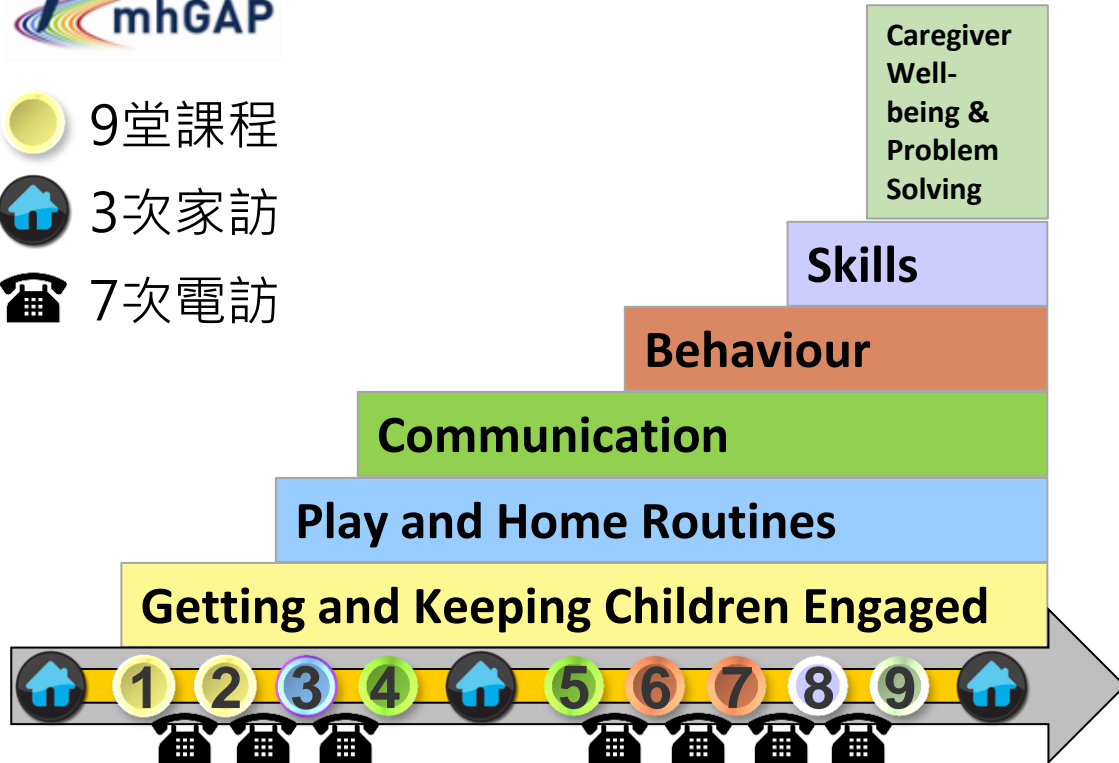 mhGAP
9堂課程
3次家訪
7次電訪
Caregiver
Well-
being &
Problem
Solving
Skills
Behaviour
Communication
Play and Home Routines
Getting and Keeping Children Engaged
1 2 3 4 5 6 7 8 9